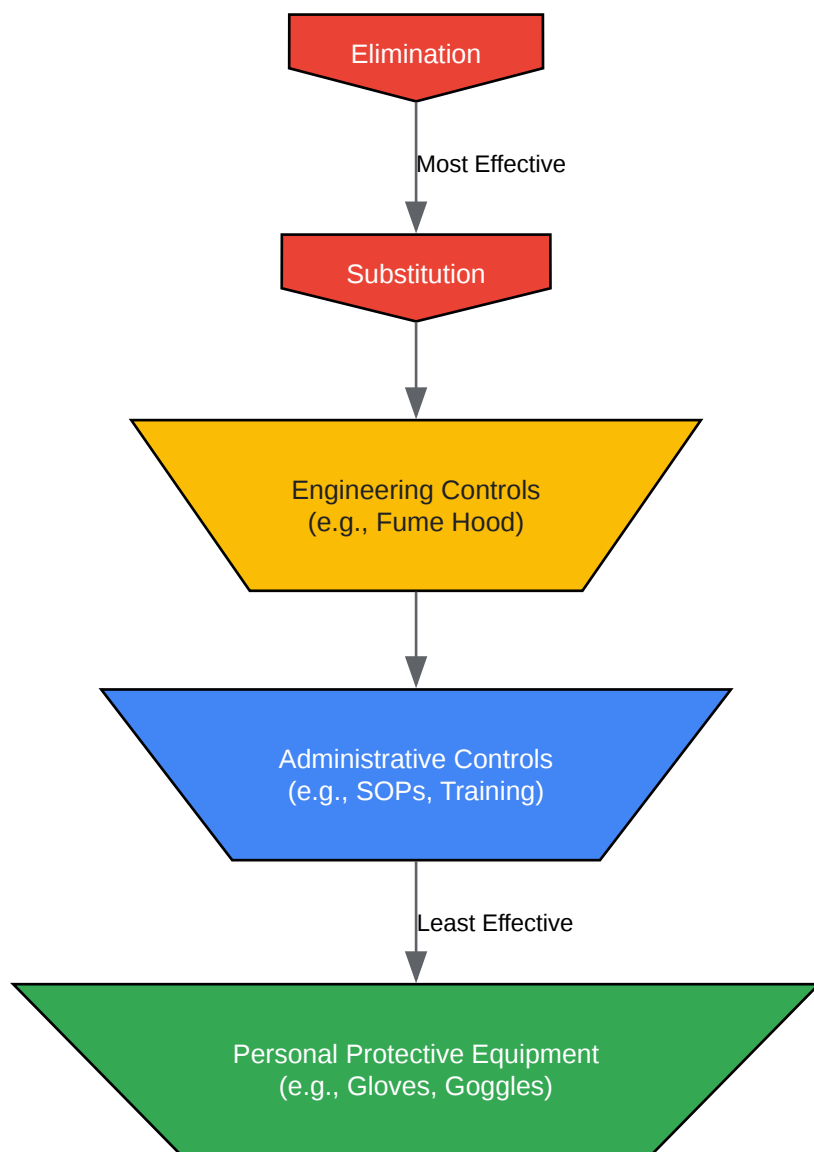 Elimination
Most Effective
Substitution
Engineering Controls
(e.g., Fume Hood)
Administrative Controls
(e.g., SOPs, Training)
Least Effective
Personal Protective Equipment
(e.g., Gloves, Goggles)